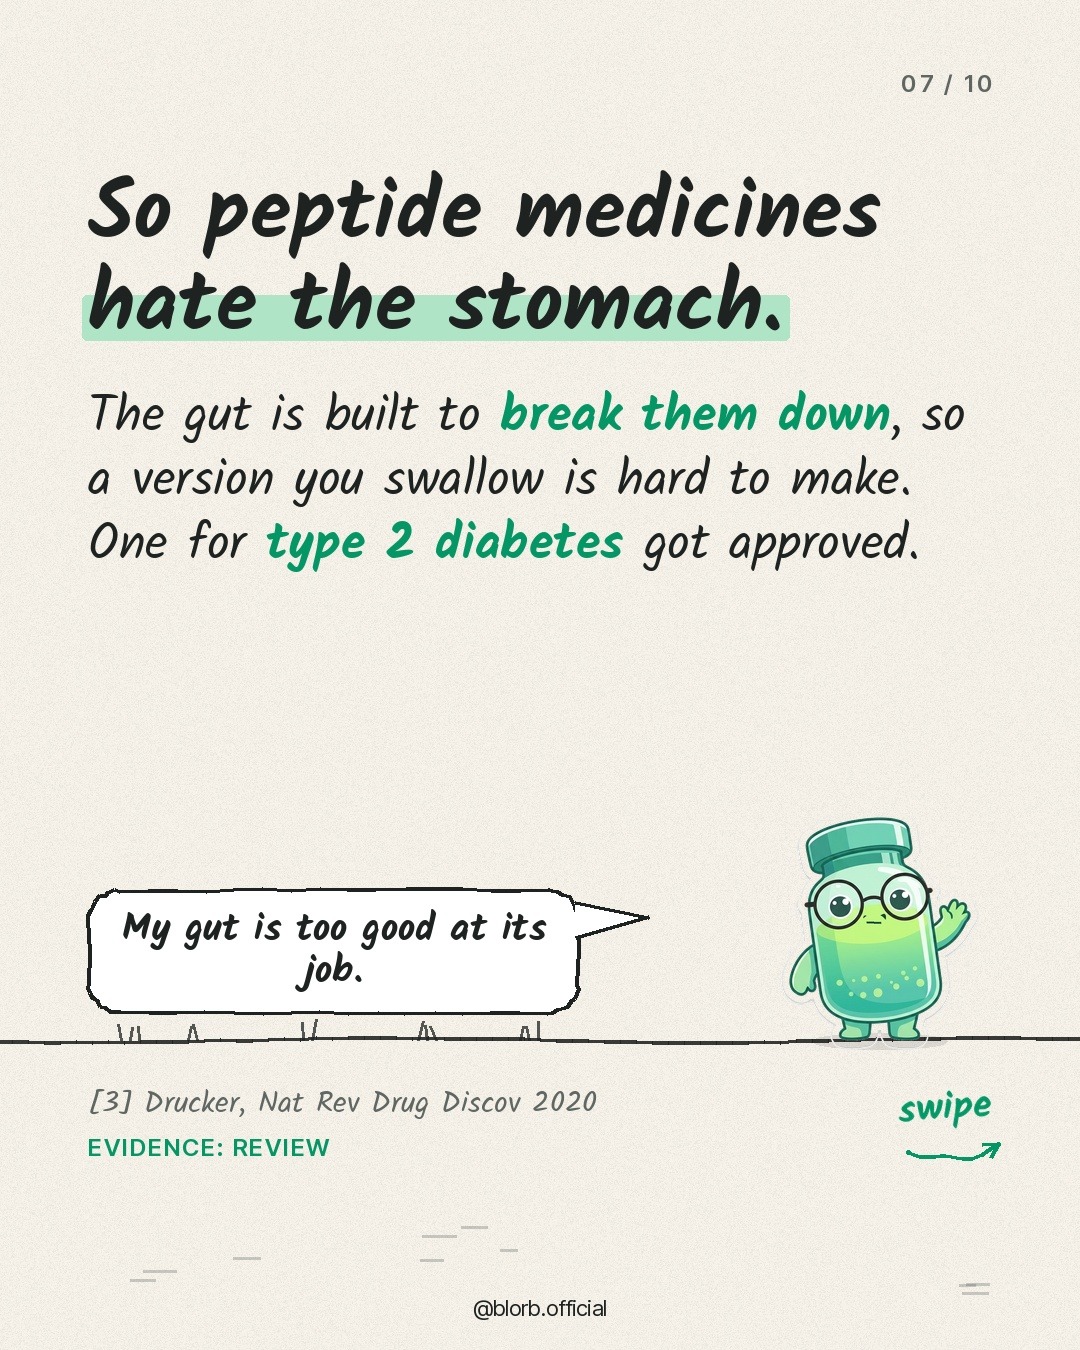 07 / 10
So peptide medicines
hate the stomach.
The gut is built to break them down, so
a version you swallow is hard to make.
One for type 2 diabetes got approved.
My gut is too good at its
job.
[3] Drucker, Nat Rev Drug Discov 2020
EVIDENCE: REVIEW
swipe
@blorb.official